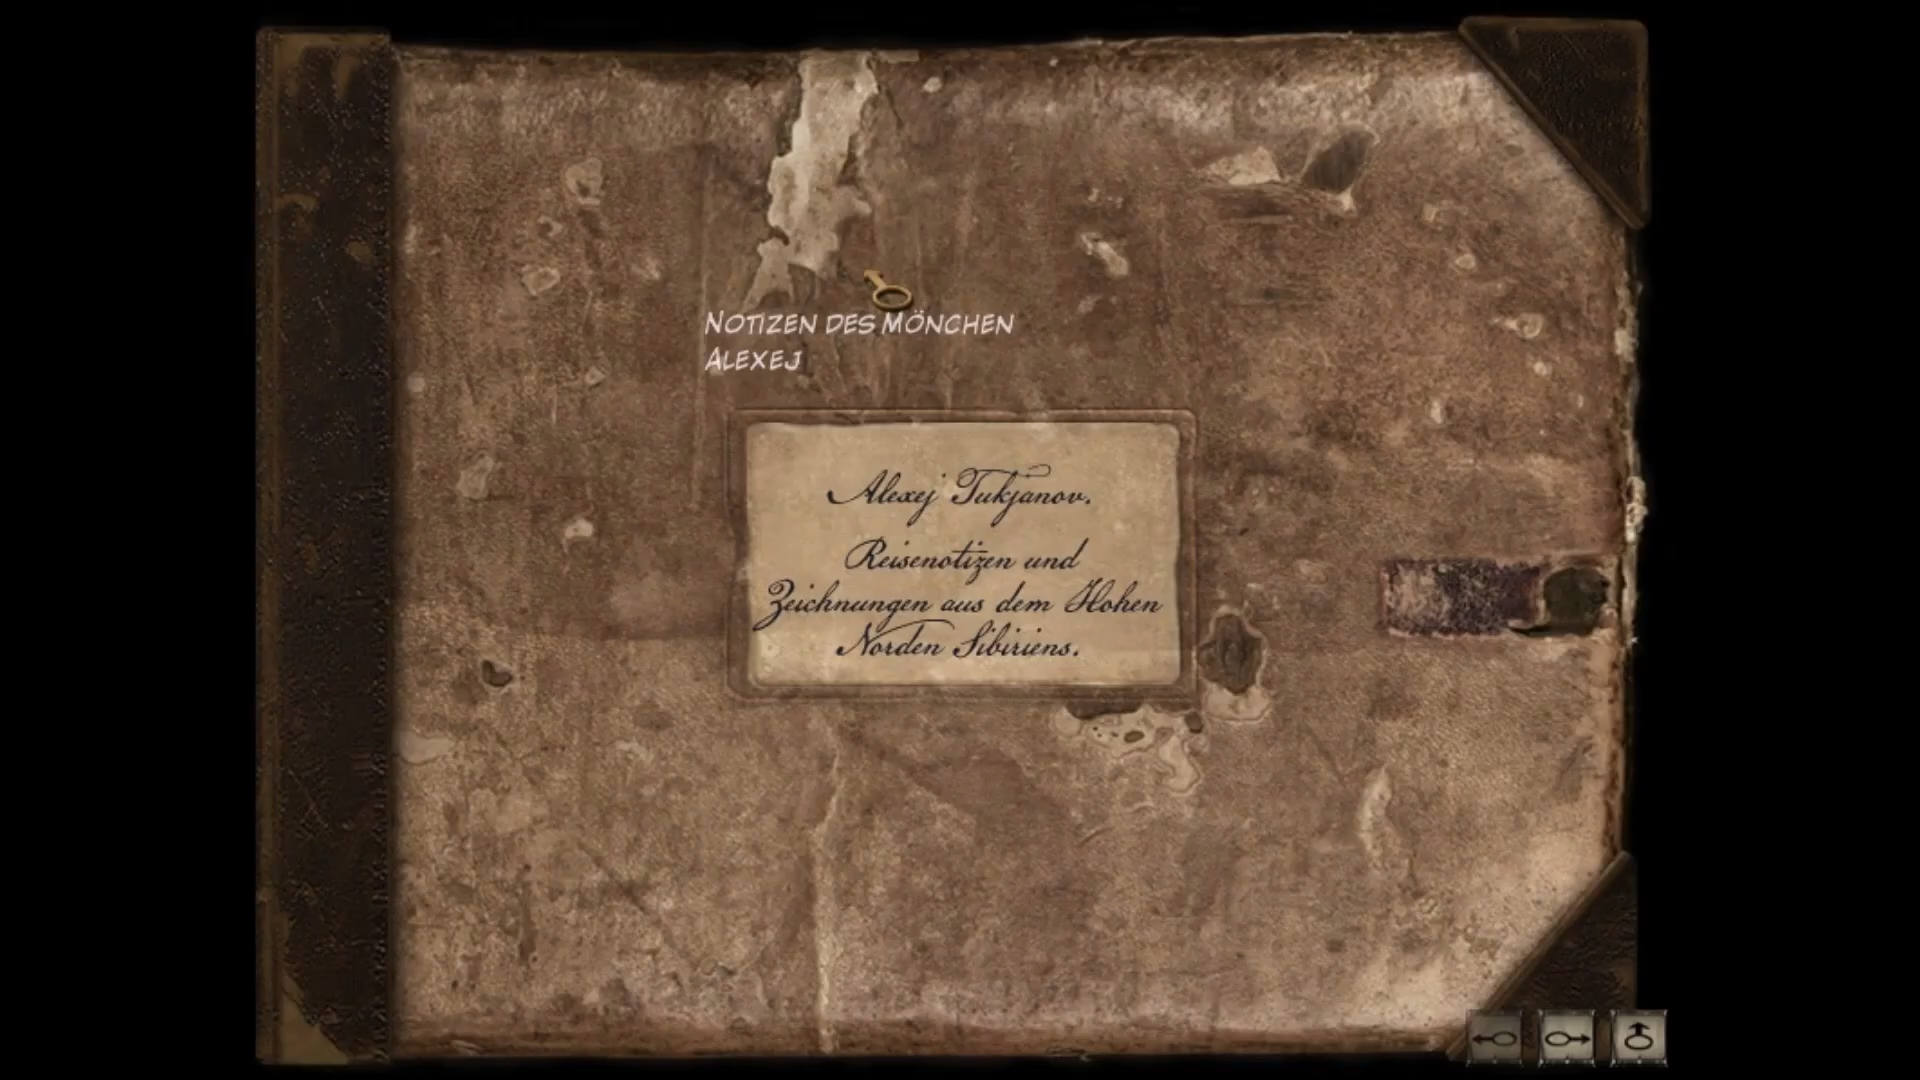 NOTIZEN DES MÖNCHEN
ALEXEJ
Alexej Tukjanov.
Reisenotizen und
Zeichnungen aus dem Hohen
Norden Sibiriens.